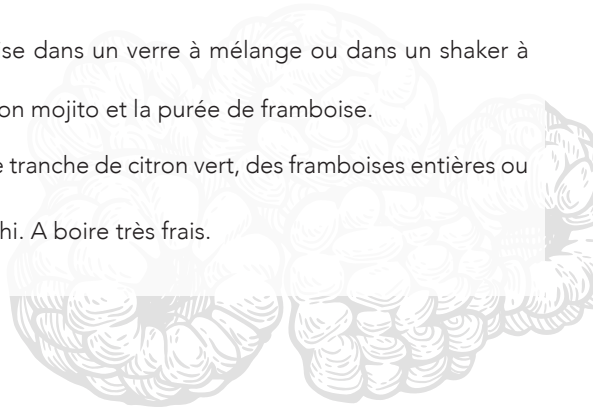 ise dans un verre à mélange ou dans un shaker à
on mojito et la purée de framboise.
e tranche de citron vert, des framboises entières ou
hi. A boire très frais.